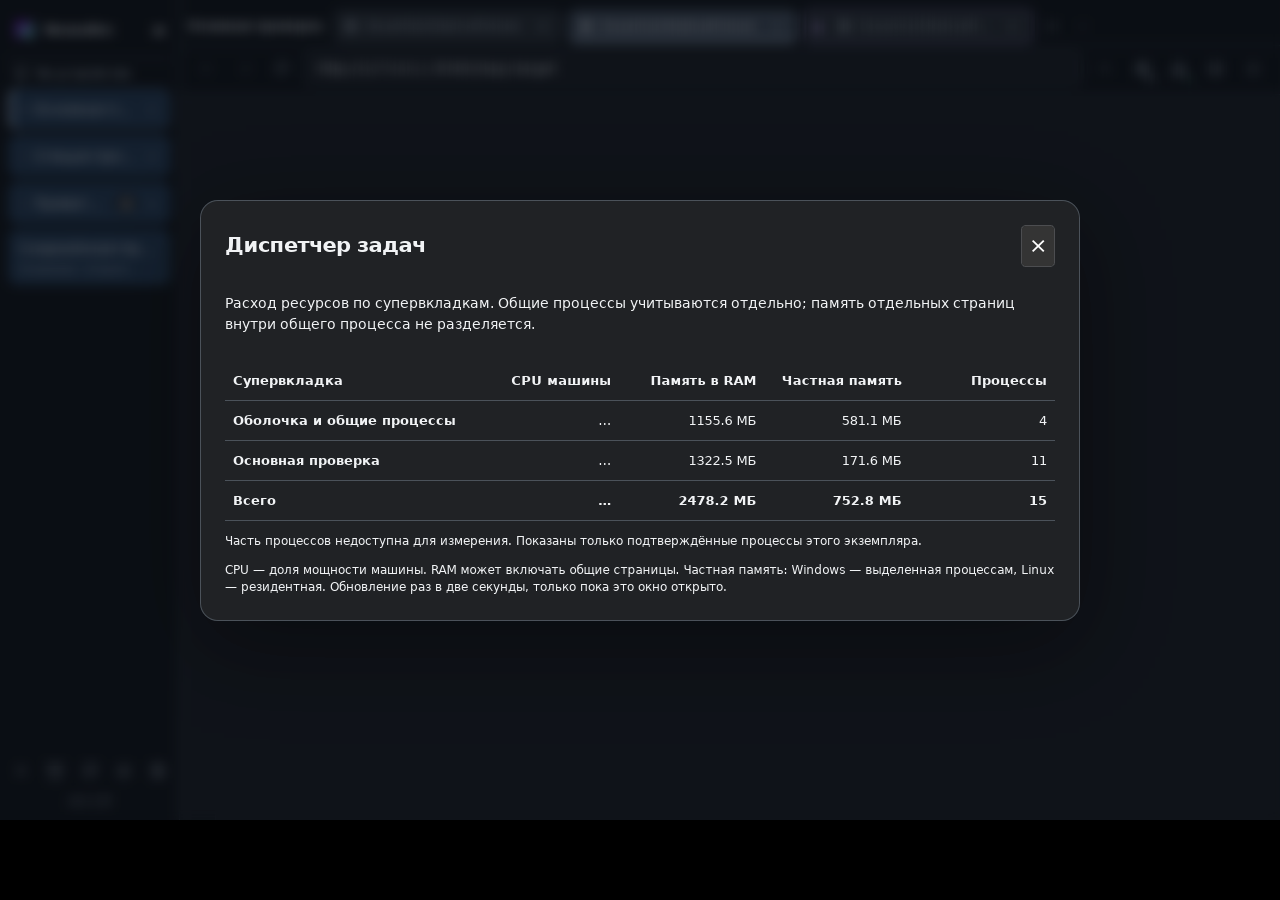 Диспетчер задач
Расход ресурсов по супервкладкам. Общие процессы учитываются отдельно; память отдельных страниц
внутри общего процесса не разделяется.
Супервкладка CPU машины Память в RAM Частная память Процессы
Оболочка и общие процессы … 1155.6 МБ 581.1 МБ 4
Основная проверка … 1322.5 МБ 171.6 МБ 11
Всего … 2478.2 МБ 752.8 МБ 15
Часть процессов недоступна для измерения. Показаны только подтверждённые процессы этого экземпляра.
CPU — доля мощности машины. RAM может включать общие страницы. Частная память: Windows — выделенная процессам, Linux
— резидентная. Обновление раз в две секунды, только пока это окно открыто.